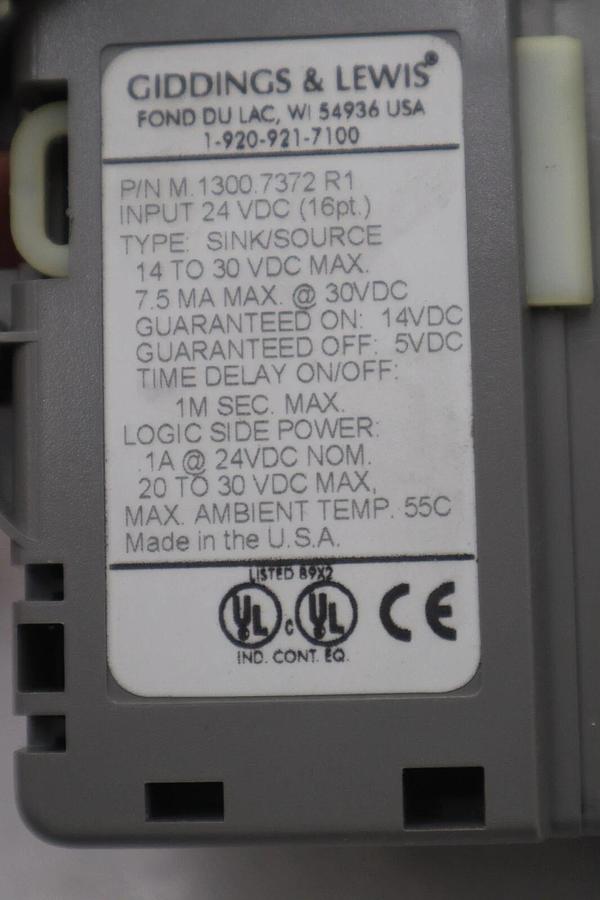 GIDDINGS & LEWIS®
FOND DU LAC, WI 54936 USA
1-920-921-7100
P/N M.1300.7372 R1
INPUT 24 VDC (16pt.)
TYPE: SINK/SOURCE
14 TO 30 VDC MAX.
7.5 MA MAX. @ 30VDC
GUARANTEED ON: 14VDC
GUARANTEED OFF: 5VDC
TIME DELAY ON/OFF:
1M SEC. MAX.
LOGIC SIDE POWER:
.1A @ 24VDC NOM.
20 TO 30 VDC MAX,
MAX. AMBIENT TEMP. 55C
Made in the U.S.A.
LISTED 89X2
UL c UL CE
IND. CONT. EQ.